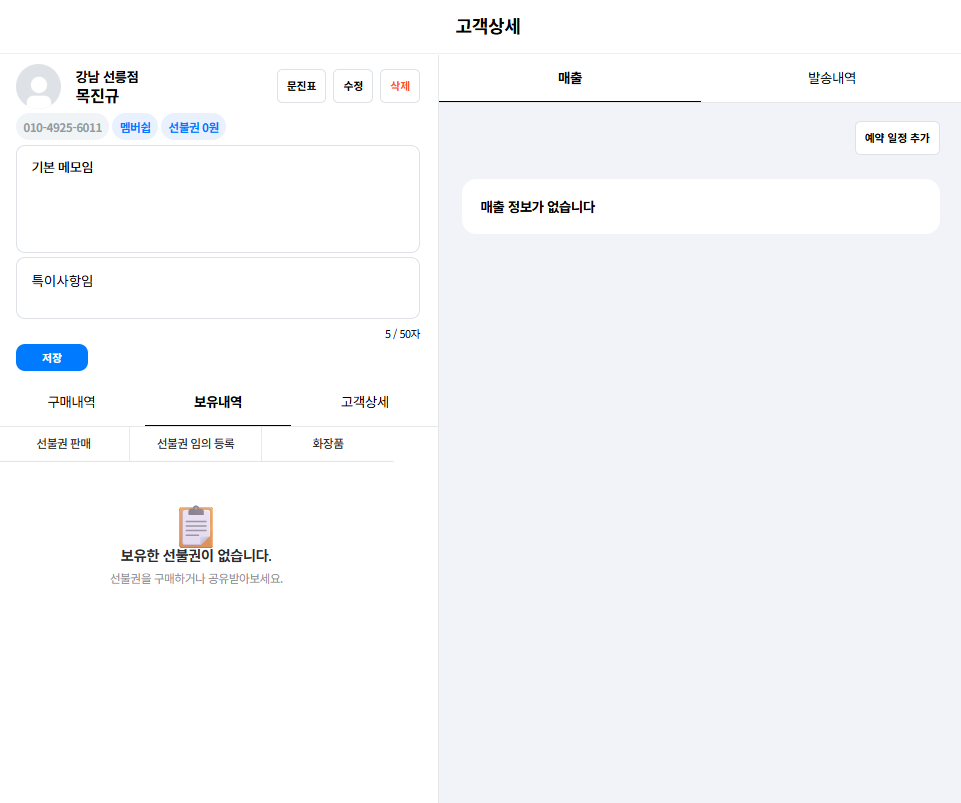 고객상세
강남 선릉점
목진규
문진표
수정
삭제
010-4925-6011
멤버쉽
선불권 0원
기본 메모임
특이사항임
5 / 50자
저장
구매내역
보유내역
고객상세
선불권 판매
선불권 임의 등록
화장품
보유한 선불권이 없습니다.
선불권을 구매하거나 공유받아보세요.
매출
발송내역
예약 일정 추가
매출 정보가 없습니다